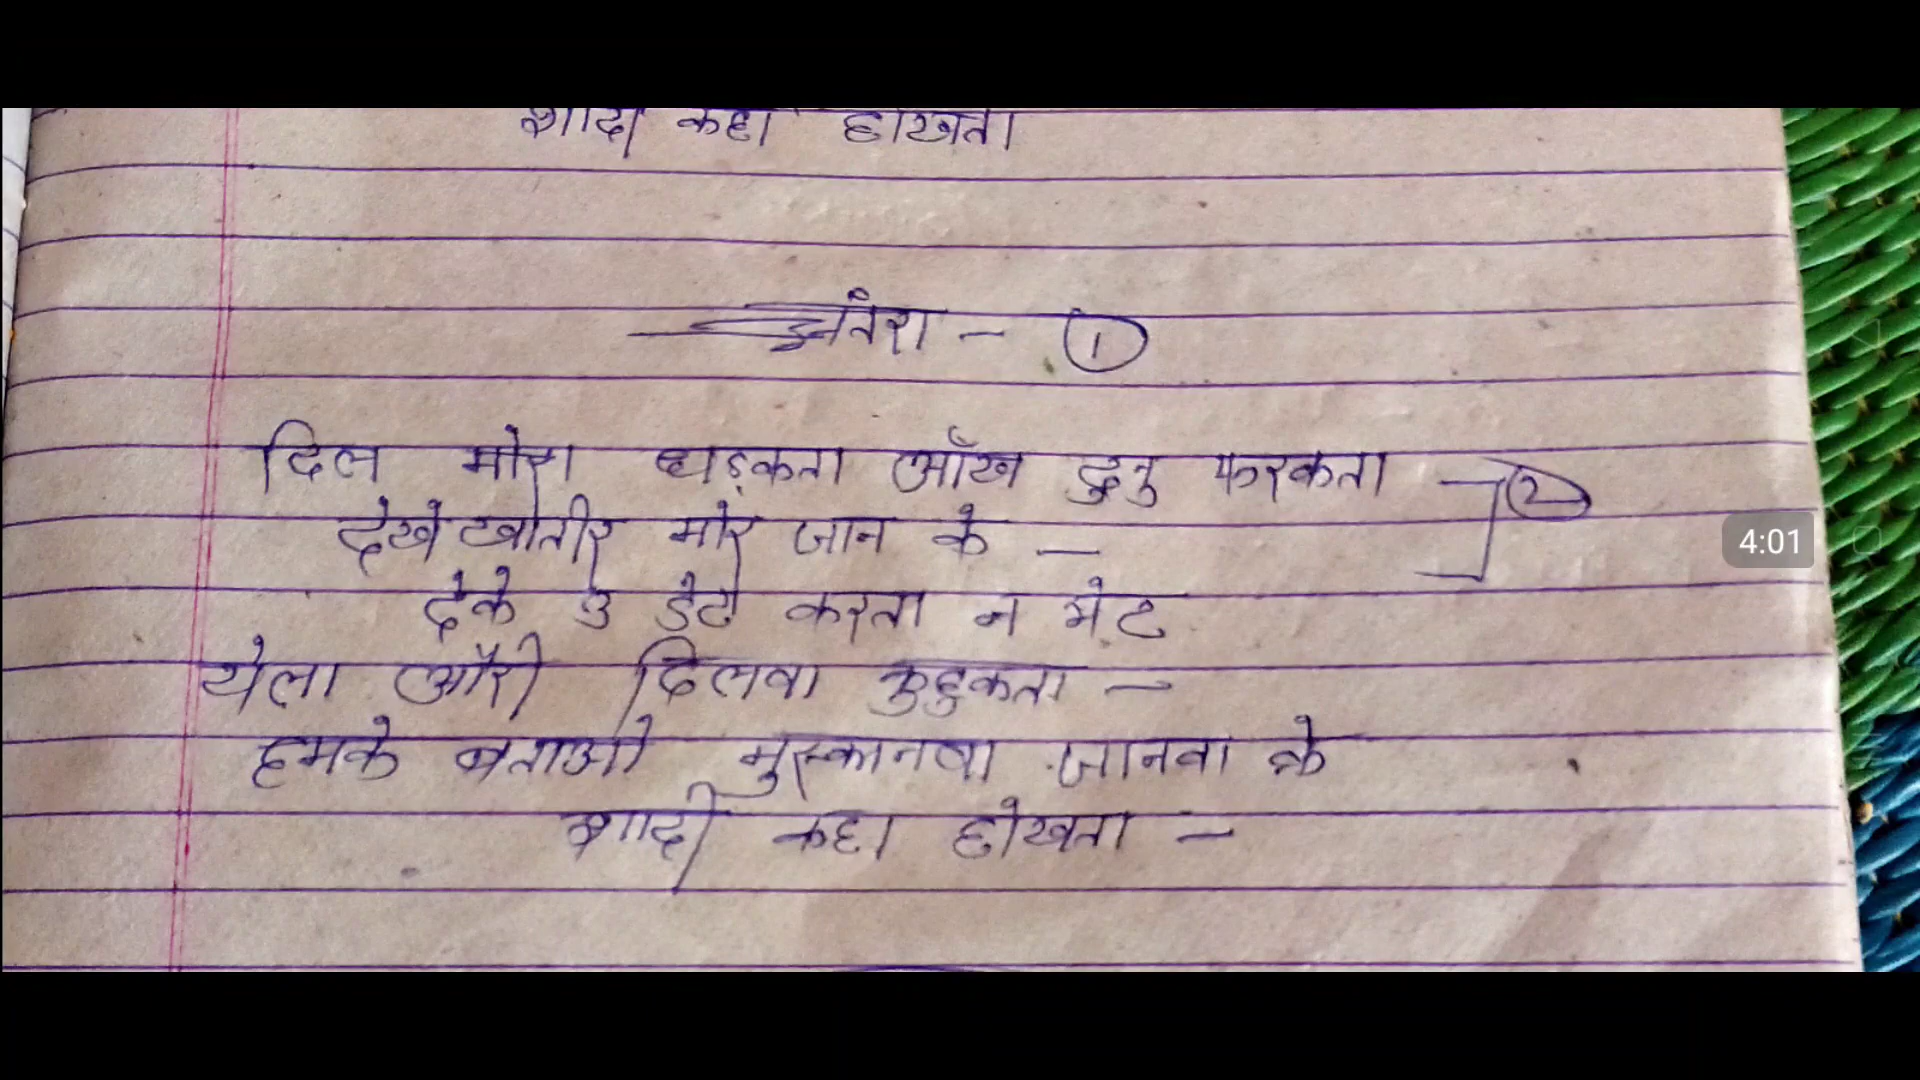 शादी कहा होखता
अंतरा - 1
दिल मोरा धड़कता आँख दुनु फरकता - 2
देखे खातीर मोर जान के -
देके उ डेट करता न भेट
येला औरी दिलवा कुहुकता -
हमके बताओ मुस्कानवा जानवा के
शादी कहा होखता -
4:01